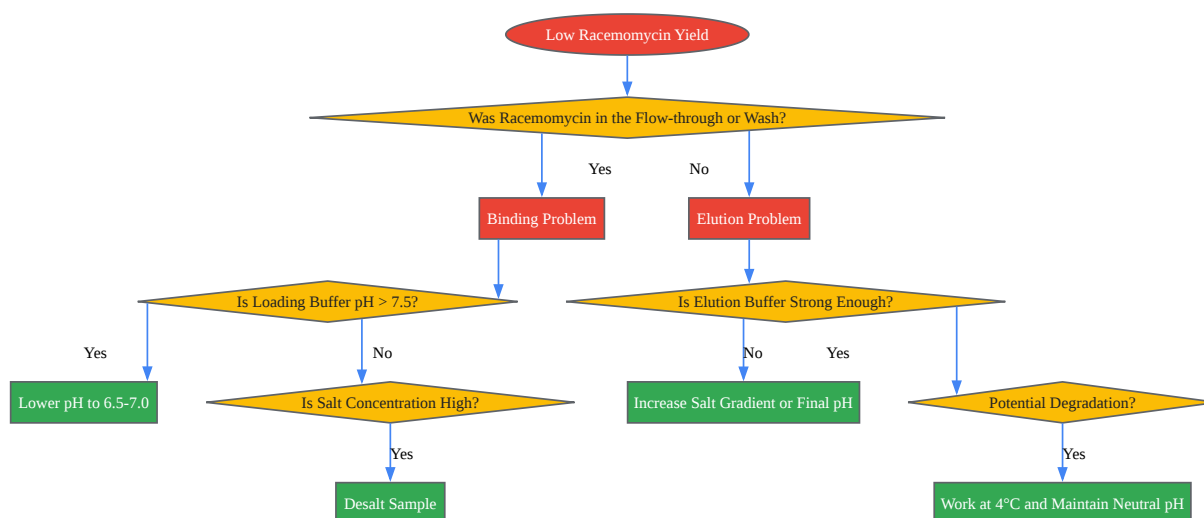 Low Racemomycin Yield
Was Racemomycin in the Flow-through or Wash?
Yes
No
Binding Problem
Elution Problem
Is Loading Buffer pH > 7.5?
Is Elution Buffer Strong Enough?
Yes
No
No
Yes
Lower pH to 6.5-7.0
Is Salt Concentration High?
Increase Salt Gradient or Final pH
Potential Degradation?
Yes
Yes
Desalt Sample
Work at 4°C and Maintain Neutral pH